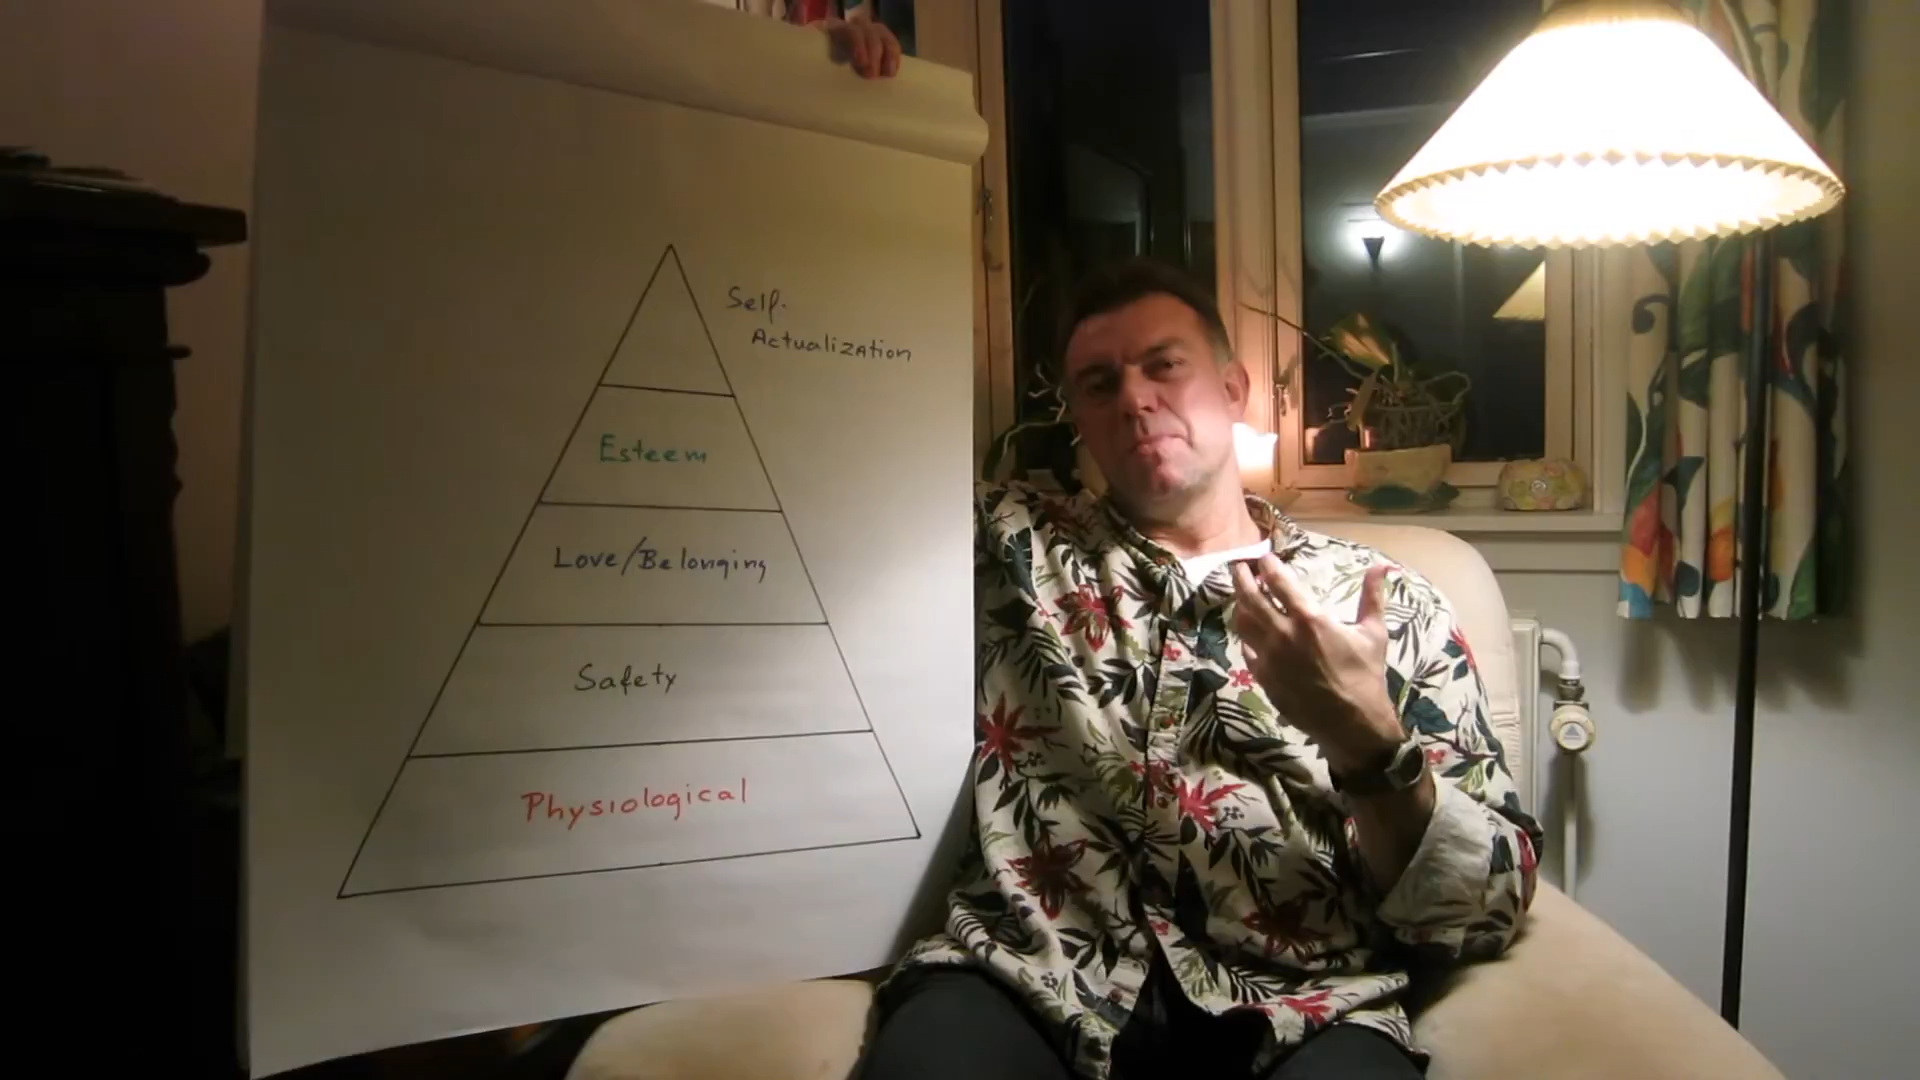 Self-
Actualization
Esteem
Love/Belonging
Safety
Physiological